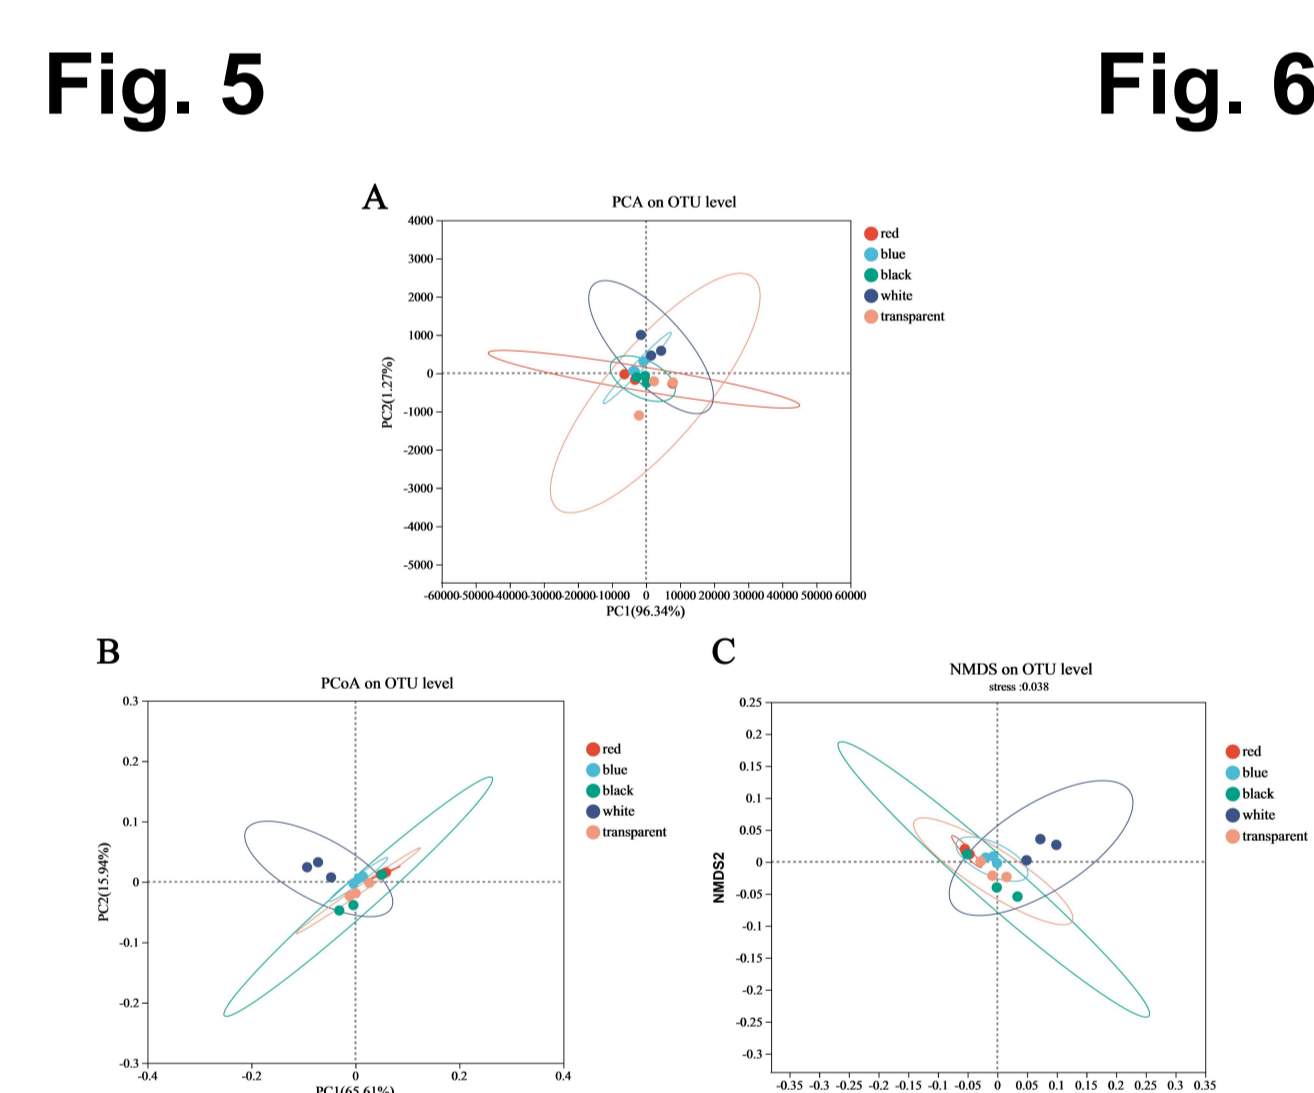 Fig. 5
Fig. 6
A
PCA on OTU level
4000
3000
2000
1000
0
-1000
-2000
-3000
-4000
-5000
PC2(1.27%)
-60000 -50000 -40000 -30000 -20000 -10000 0 10000 20000 30000 40000 50000 60000
PC1(96.34%)
red
blue
black
white
transparent
B
PCoA on OTU level
0.3
0.2
0.1
0
-0.1
-0.2
-0.3
PC2(15.94%)
-0.4 -0.2 0 0.2 0.4
PC1(65.61%)
red
blue
black
white
transparent
C
NMDS on OTU level
stress :0.038
0.25
0.2
0.15
0.1
0.05
0
-0.05
-0.1
-0.15
-0.2
-0.25
-0.3
NMDS2
-0.35 -0.3 -0.25 -0.2 -0.15 -0.1 -0.05 0 0.05 0.1 0.15 0.2 0.25 0.3 0.35
red
blue
black
white
transparent